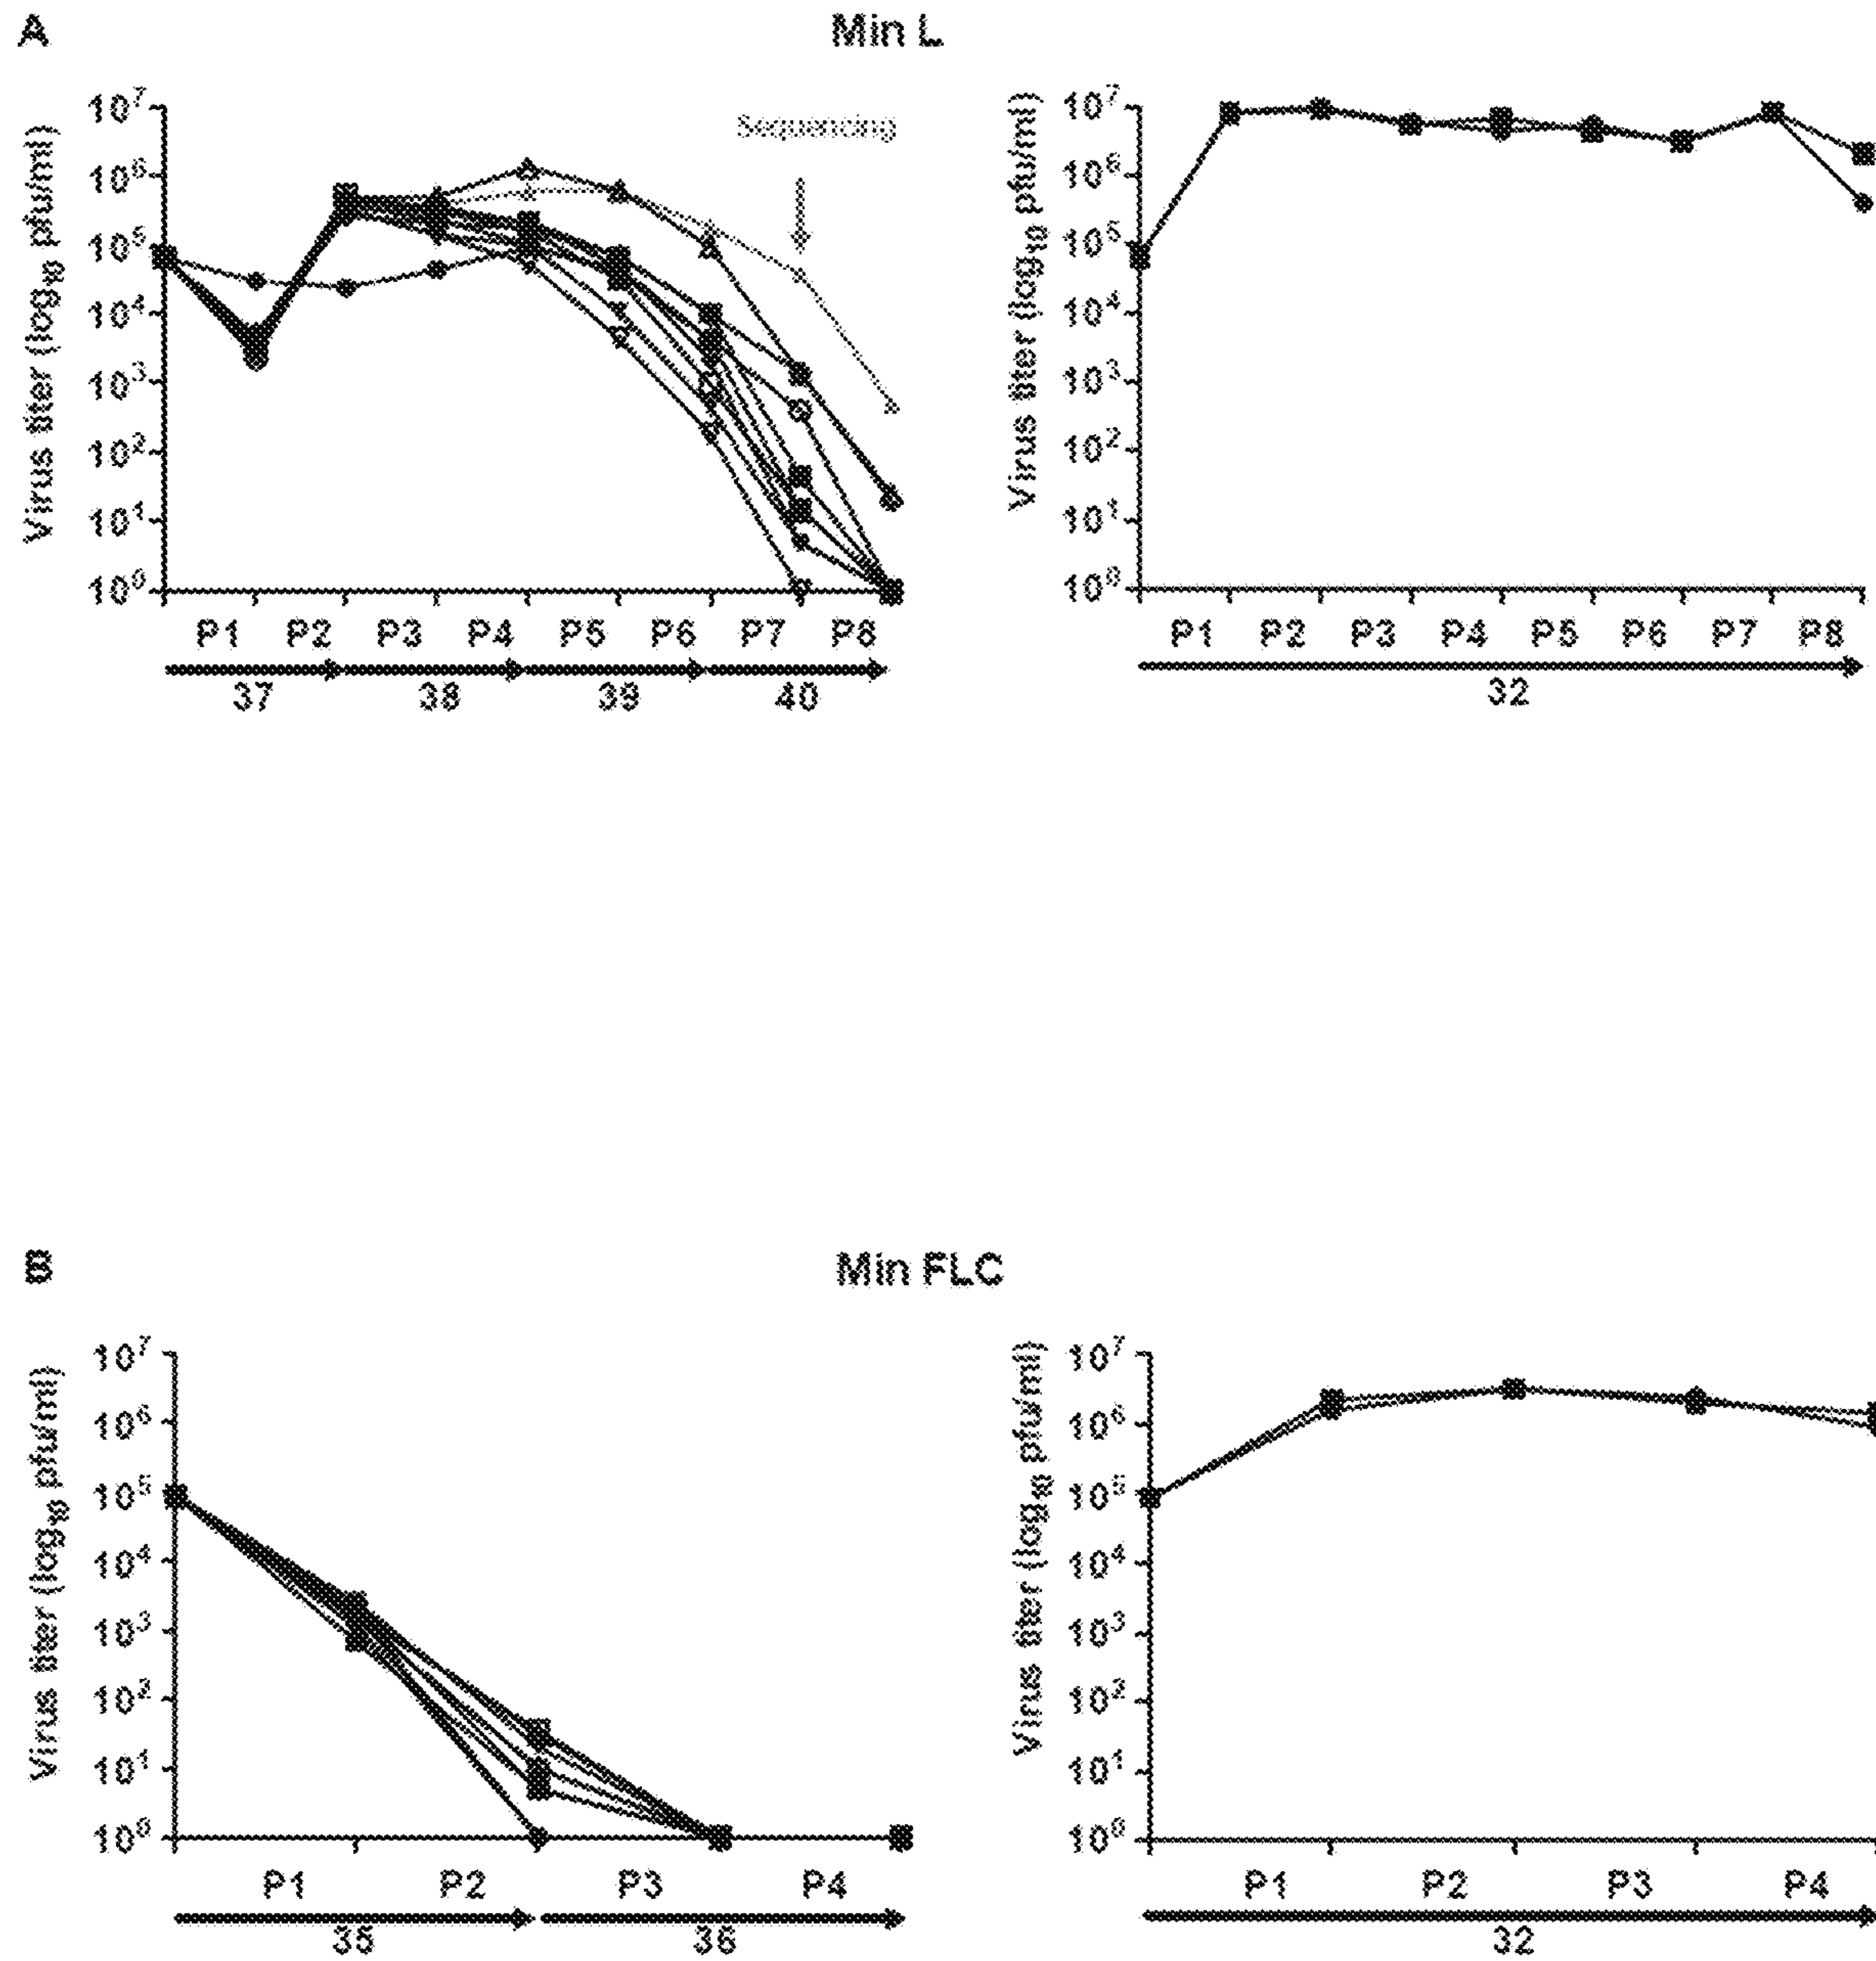 A
Min L
Virus titer (log₁₀ pfu/ml)
10⁷
10⁶
10⁵
10⁴
10³
10²
10¹
10⁰
Sequencing
P1 P2 P3 P4 P5 P6 P7 P8
37 38 39 40
Virus titer (log₁₀ pfu/ml)
10⁷
10⁶
10⁵
10⁴
10³
10²
10¹
10⁰
P1 P2 P3 P4 P5 P6 P7 P8
32
B
Min FLC
Virus titer (log₁₀ pfu/ml)
10⁷
10⁶
10⁵
10⁴
10³
10²
10¹
10⁰
P1 P2 P3 P4
35 36
Virus titer (log₁₀ pfu/ml)
10⁷
10⁶
10⁵
10⁴
10³
10²
10¹
10⁰
P1 P2 P3 P4
32